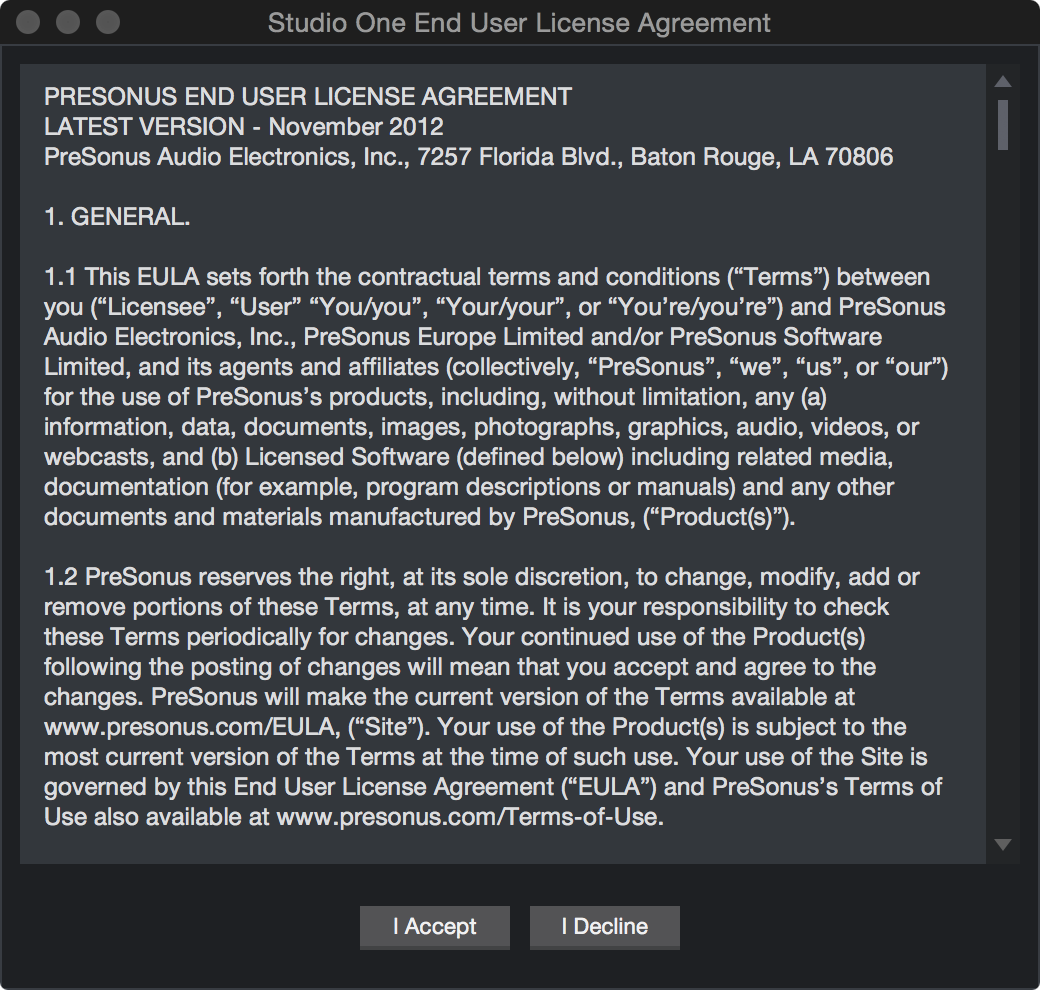 Studio One End User License Agreement
PRESONUS END USER LICENSE AGREEMENT
LATEST VERSION - November 2012
PreSonus Audio Electronics, Inc., 7257 Florida Blvd., Baton Rouge, LA 70806
1. GENERAL.
1.1 This EULA sets forth the contractual terms and conditions (“Terms”) between
you (“Licensee”, “User” “You/you”, “Your/your”, or “You’re/you’re”) and PreSonus
Audio Electronics, Inc., PreSonus Europe Limited and/or PreSonus Software
Limited, and its agents and affiliates (collectively, “PreSonus”, “we”, “us”, or “our”)
for the use of PreSonus’s products, including, without limitation, any (a)
information, data, documents, images, photographs, graphics, audio, videos, or
webcasts, and (b) Licensed Software (defined below) including related media,
documentation (for example, program descriptions or manuals) and any other
documents and materials manufactured by PreSonus, (“Product(s)”).
1.2 PreSonus reserves the right, at its sole discretion, to change, modify, add or
remove portions of these Terms, at any time. It is your responsibility to check
these Terms periodically for changes. Your continued use of the Product(s)
following the posting of changes will mean that you accept and agree to the
changes. PreSonus will make the current version of the Terms available at
www.presonus.com/EULA, (“Site”). Your use of the Product(s) is subject to the
most current version of the Terms at the time of such use. Your use of the Site is
governed by this End User License Agreement (“EULA”) and PreSonus’s Terms of
Use also available at www.presonus.com/Terms-of-Use.
I Accept
I Decline